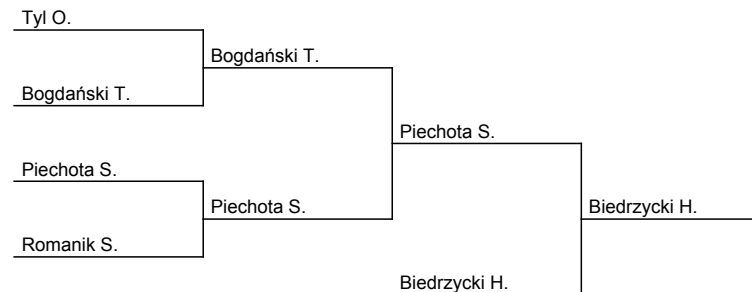 Tyl O.
Bogdański T.
Bogdański T.
Piechota S.
Piechota S.
Piechota S.
Biedrzycki H.
Romanik S.
Biedrzycki H.